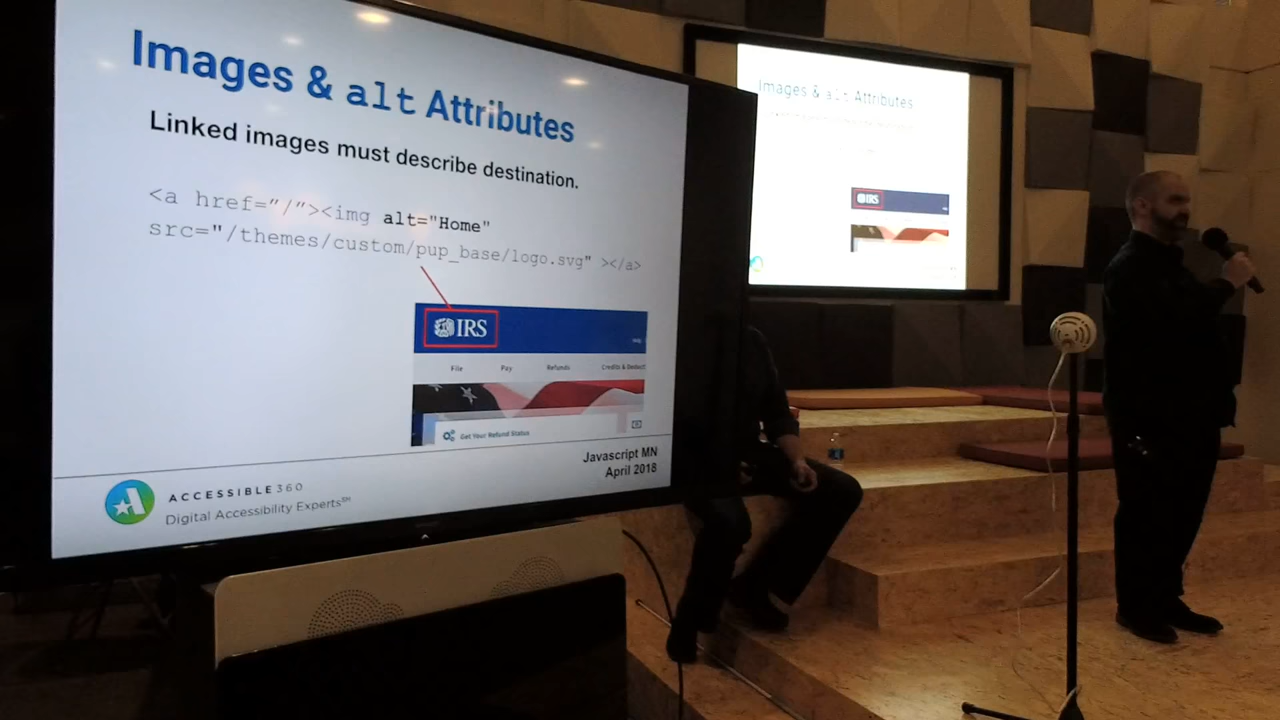 Images & alt Attributes
Linked images must describe destination.
<a href="/"><img alt="Home"
src="/themes/custom/pup_base/logo.svg" ></a>
IRS
File Pay Refunds Credits & Deduct
Get Your Refund Status
Javascript MN
April 2018
ACCESSIBLE360
Digital Accessibility Experts℠
Images & alt Attributes
IRS